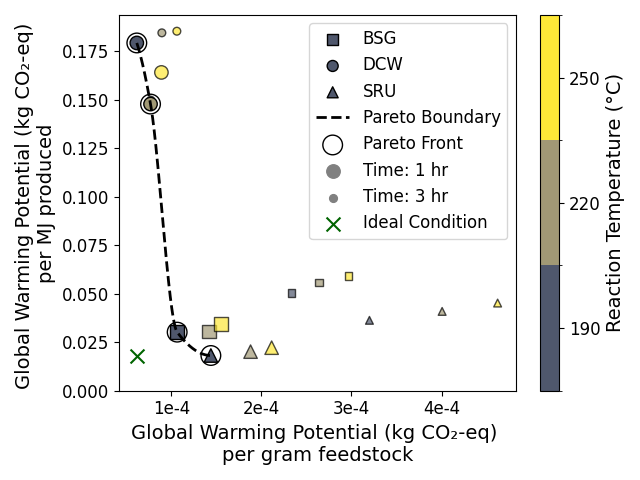 Global Warming Potential (kg CO₂-eq)
per MJ produced
0.175
0.150
0.125
0.100
0.075
0.050
0.025
0.000
1e-4
2e-4
3e-4
4e-4
Global Warming Potential (kg CO₂-eq)
per gram feedstock
BSG
DCW
SRU
Pareto Boundary
Pareto Front
Time: 1 hr
Time: 3 hr
Ideal Condition
250
220
190
Reaction Temperature (°C)